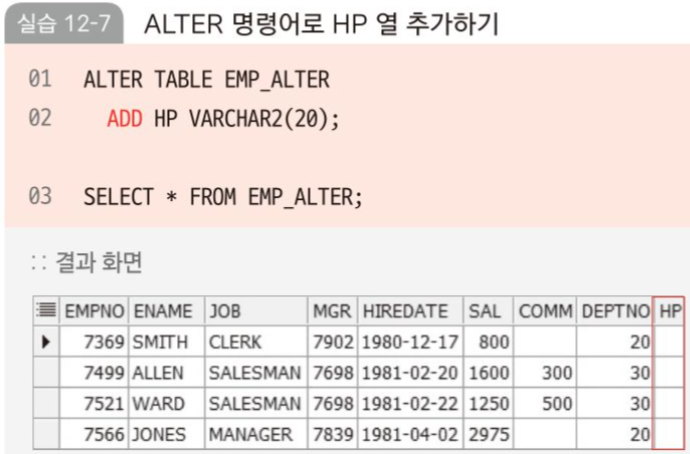 실습 12-7 ALTER 명령어로 HP 열 추가하기
01 ALTER TABLE EMP_ALTER
02 ADD HP VARCHAR2(20);
03 SELECT * FROM EMP_ALTER;
:: 결과 화면
EMPNO ENAME JOB MGR HIREDATE SAL COMM DEPTNO HP
7369 SMITH CLERK 7902 1980-12-17 800 20
7499 ALLEN SALESMAN 7698 1981-02-20 1600 300 30
7521 WARD SALESMAN 7698 1981-02-22 1250 500 30
7566 JONES MANAGER 7839 1981-04-02 2975 20